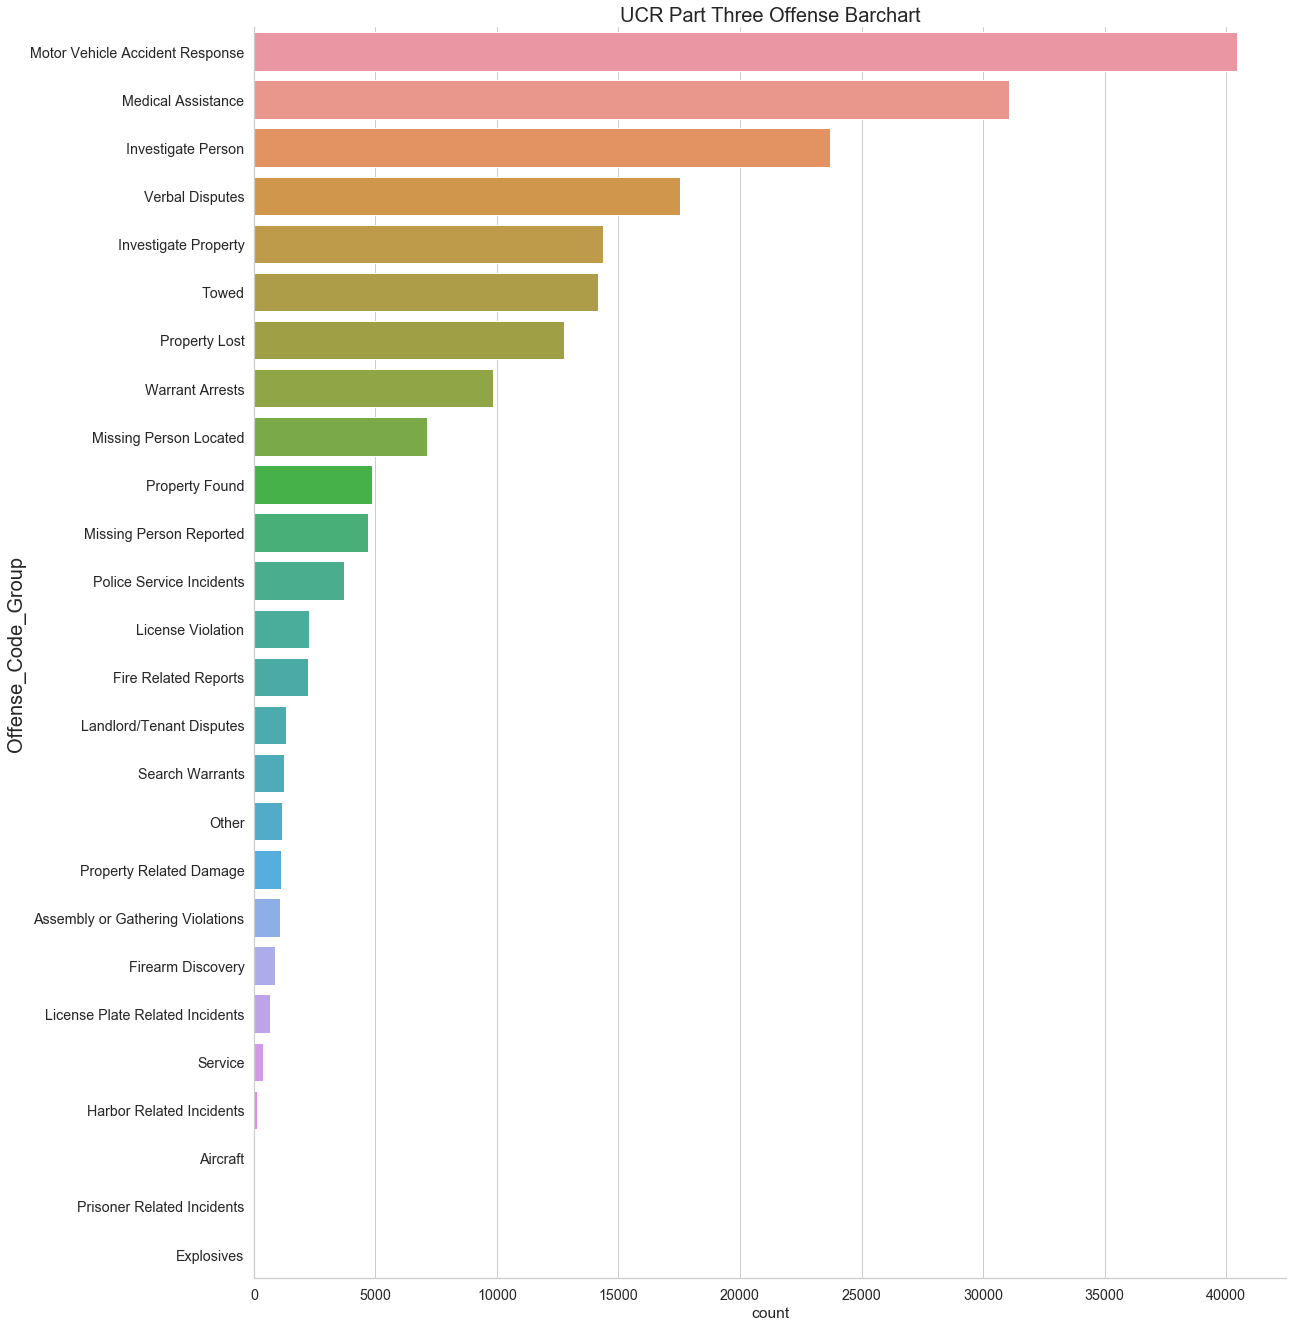 UCR Part Three Offense Barchart
Offense_Code_Group
Motor Vehicle Accident Response
Medical Assistance
Investigate Person
Verbal Disputes
Investigate Property
Towed
Property Lost
Warrant Arrests
Missing Person Located
Property Found
Missing Person Reported
Police Service Incidents
License Violation
Fire Related Reports
Landlord/Tenant Disputes
Search Warrants
Other
Property Related Damage
Assembly or Gathering Violations
Firearm Discovery
License Plate Related Incidents
Service
Harbor Related Incidents
Aircraft
Prisoner Related Incidents
Explosives
0 5000 10000 15000 20000 25000 30000 35000 40000
count